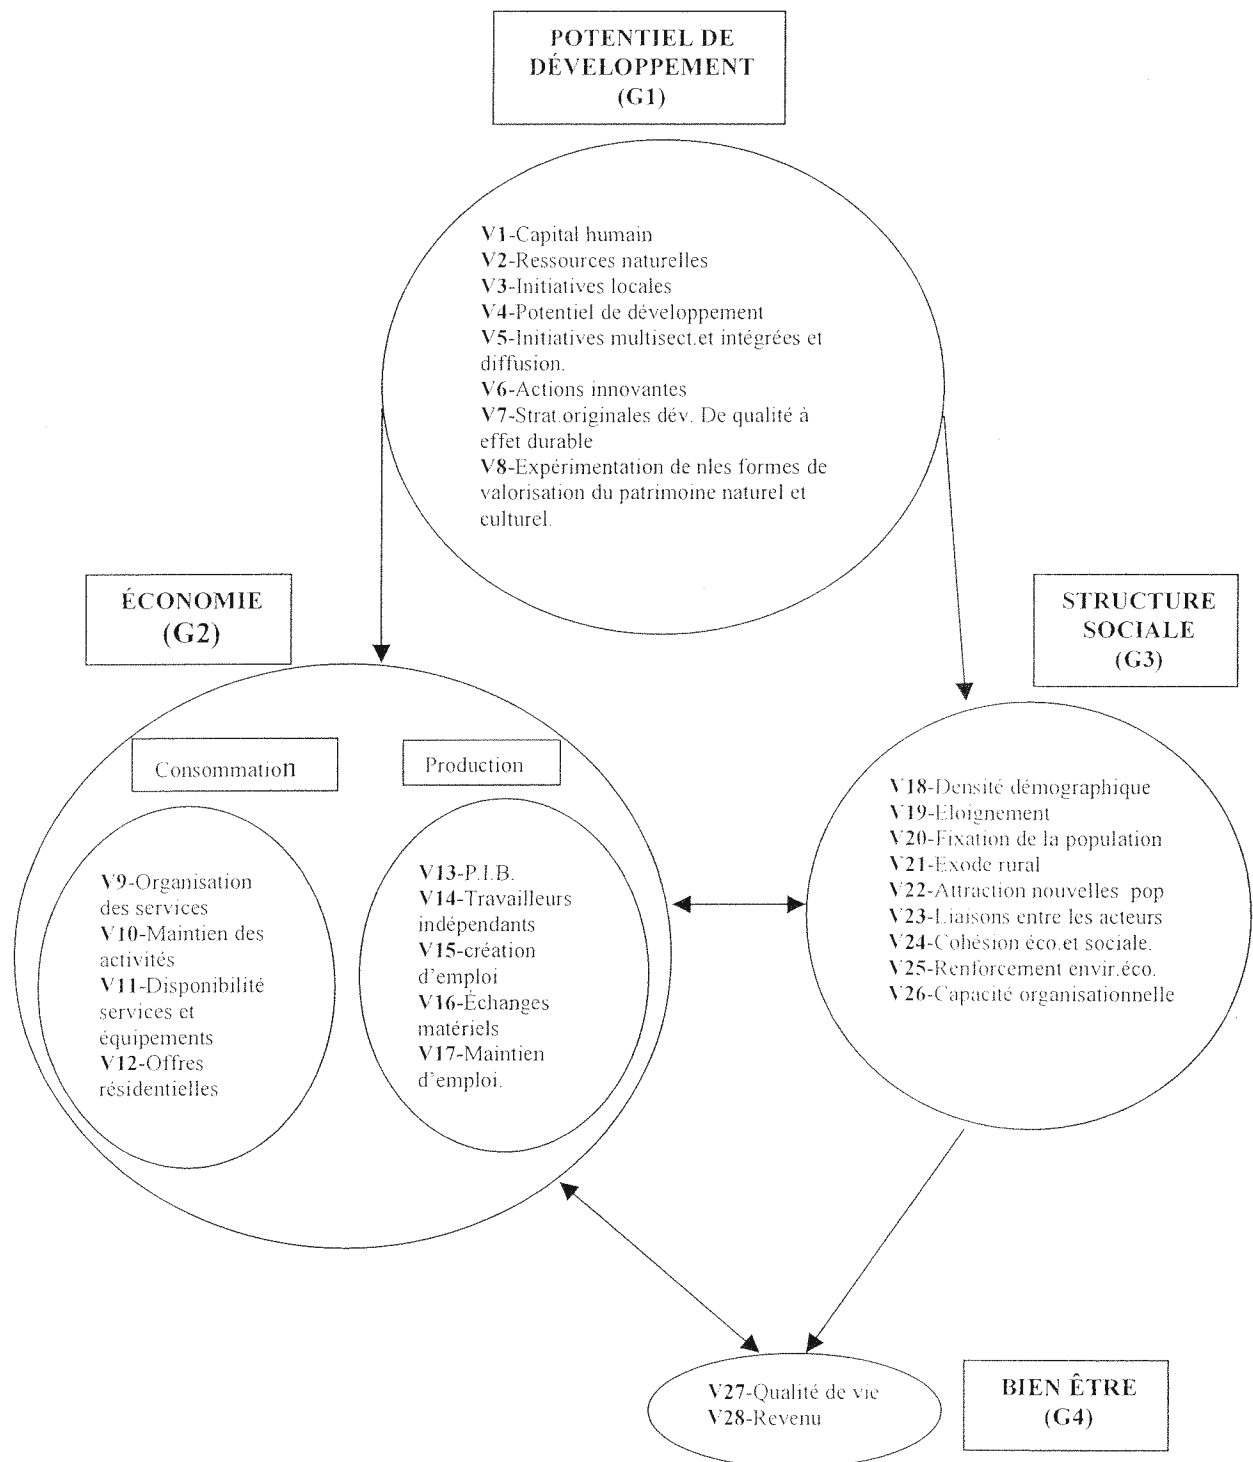 POTENTIEL DE
DÉVELOPPEMENT
(G1)
V1-Capital humain
V2-Ressources naturelles
V3-Initiatives locales
V4-Potentiel de développement
V5-Initiatives multisect.et intégrées et
diffusion.
V6-Actions innovantes
V7-Strat.originales dév. De qualité à
effet durable
V8-Expérimentation de nles formes de
valorisation du patrimoine naturel et
culturel.
ÉCONOMIE
(G2)
STRUCTURE
SOCIALE
(G3)
Consommation
Production
V9-Organisation
des services
V10-Maintien des
activités
V11-Disponibilité
services et
équipements
V12-Offres
résidentielles
V13-P.I.B.
V14-Travailleurs
indépendants
V15-création
d'emploi
V16-Échanges
matériels
V17-Maintien
d'emploi.
V18-Densité démographique
V19-Eloignement
V20-Fixation de la population
V21-Exode rural
V22-Attraction nouvelles pop
V23-Liaisons entre les acteurs
V24-Cohésion éco.et sociale.
V25-Renforcement envir.éco.
V26-Capacité organisationnelle
V27-Qualité de vie
V28-Revenu
BIEN ÊTRE
(G4)